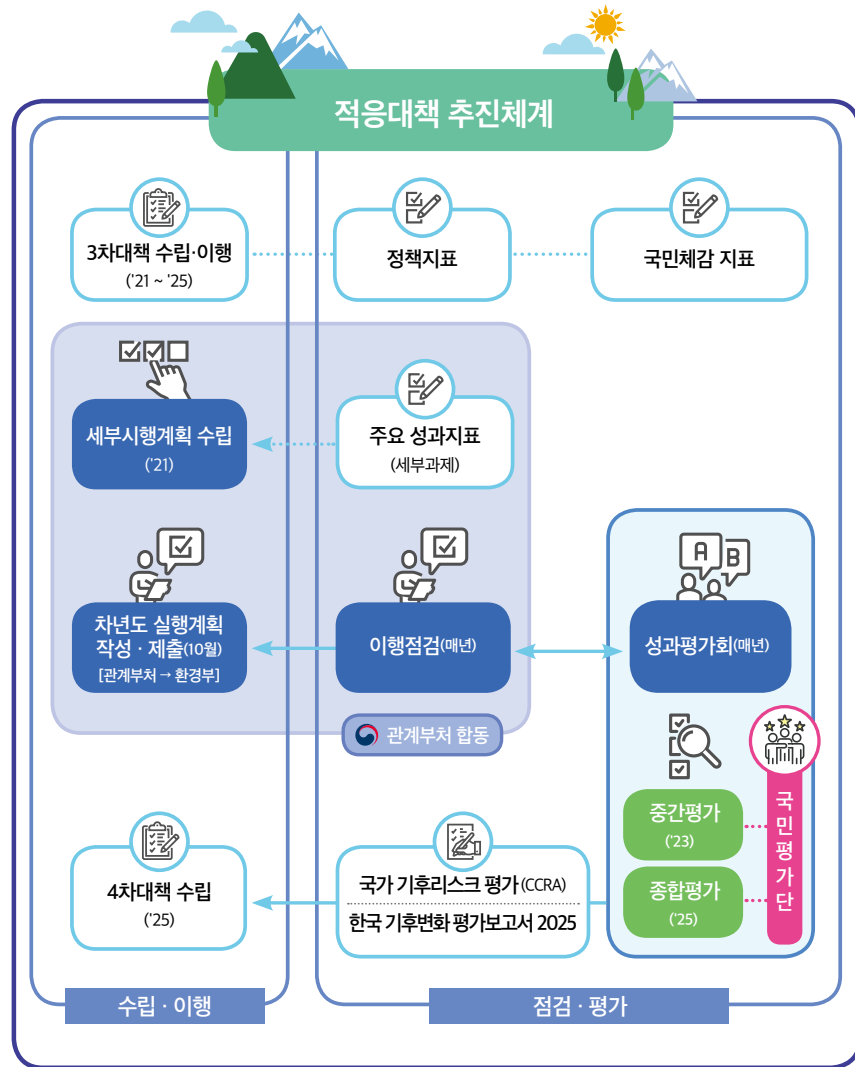 적응대책 추진체계
3차대책 수립·이행
('21 ~ '25)
정책지표
국민체감 지표
세부시행계획 수립
('21)
주요 성과지표
(세부과제)
차년도 실행계획
작성 · 제출(10월)
[관계부처 → 환경부]
이행점검(매년)
A B
성과평가회(매년)
관계부처 합동
중간평가
('23)
종합평가
('25)
국민평가단
4차대책 수립
('25)
국가 기후리스크 평가(CCRA)
한국 기후변화 평가보고서 2025
수립 · 이행
점검 · 평가